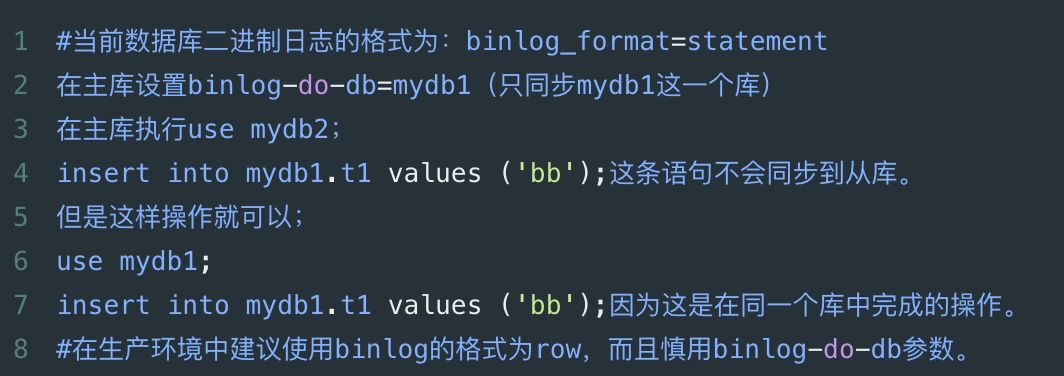 1 #当前数据库二进制日志的格式为：binlog_format=statement
2 在主库设置binlog-do-db=mydb1（只同步mydb1这一个库）
3 在主库执行use mydb2;
4 insert into mydb1.t1 values ('bb');这条语句不会同步到从库。
5 但是这样操作就可以；
6 use mydb1;
7 insert into mydb1.t1 values ('bb');因为这是在同一个库中完成的操作。
8 #在生产环境中建议使用binlog的格式为row，而且慎用binlog-do-db参数。